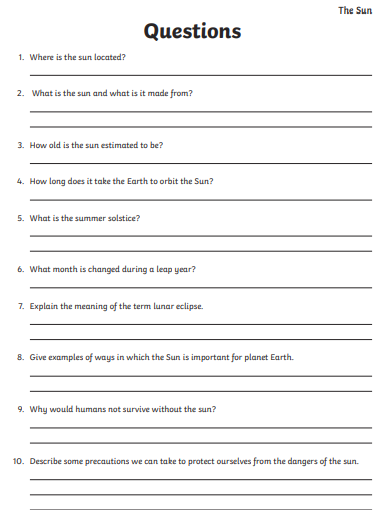 The Sun
Questions
1. Where is the sun located?
2. What is the sun and what is it made from?
3. How old is the sun estimated to be?
4. How long does it take the Earth to orbit the Sun?
5. What is the summer solstice?
6. What month is changed during a leap year?
7. Explain the meaning of the term lunar eclipse.
8. Give examples of ways in which the Sun is important for planet Earth.
9. Why would humans not survive without the sun?
10. Describe some precautions we can take to protect ourselves from the dangers of the sun.